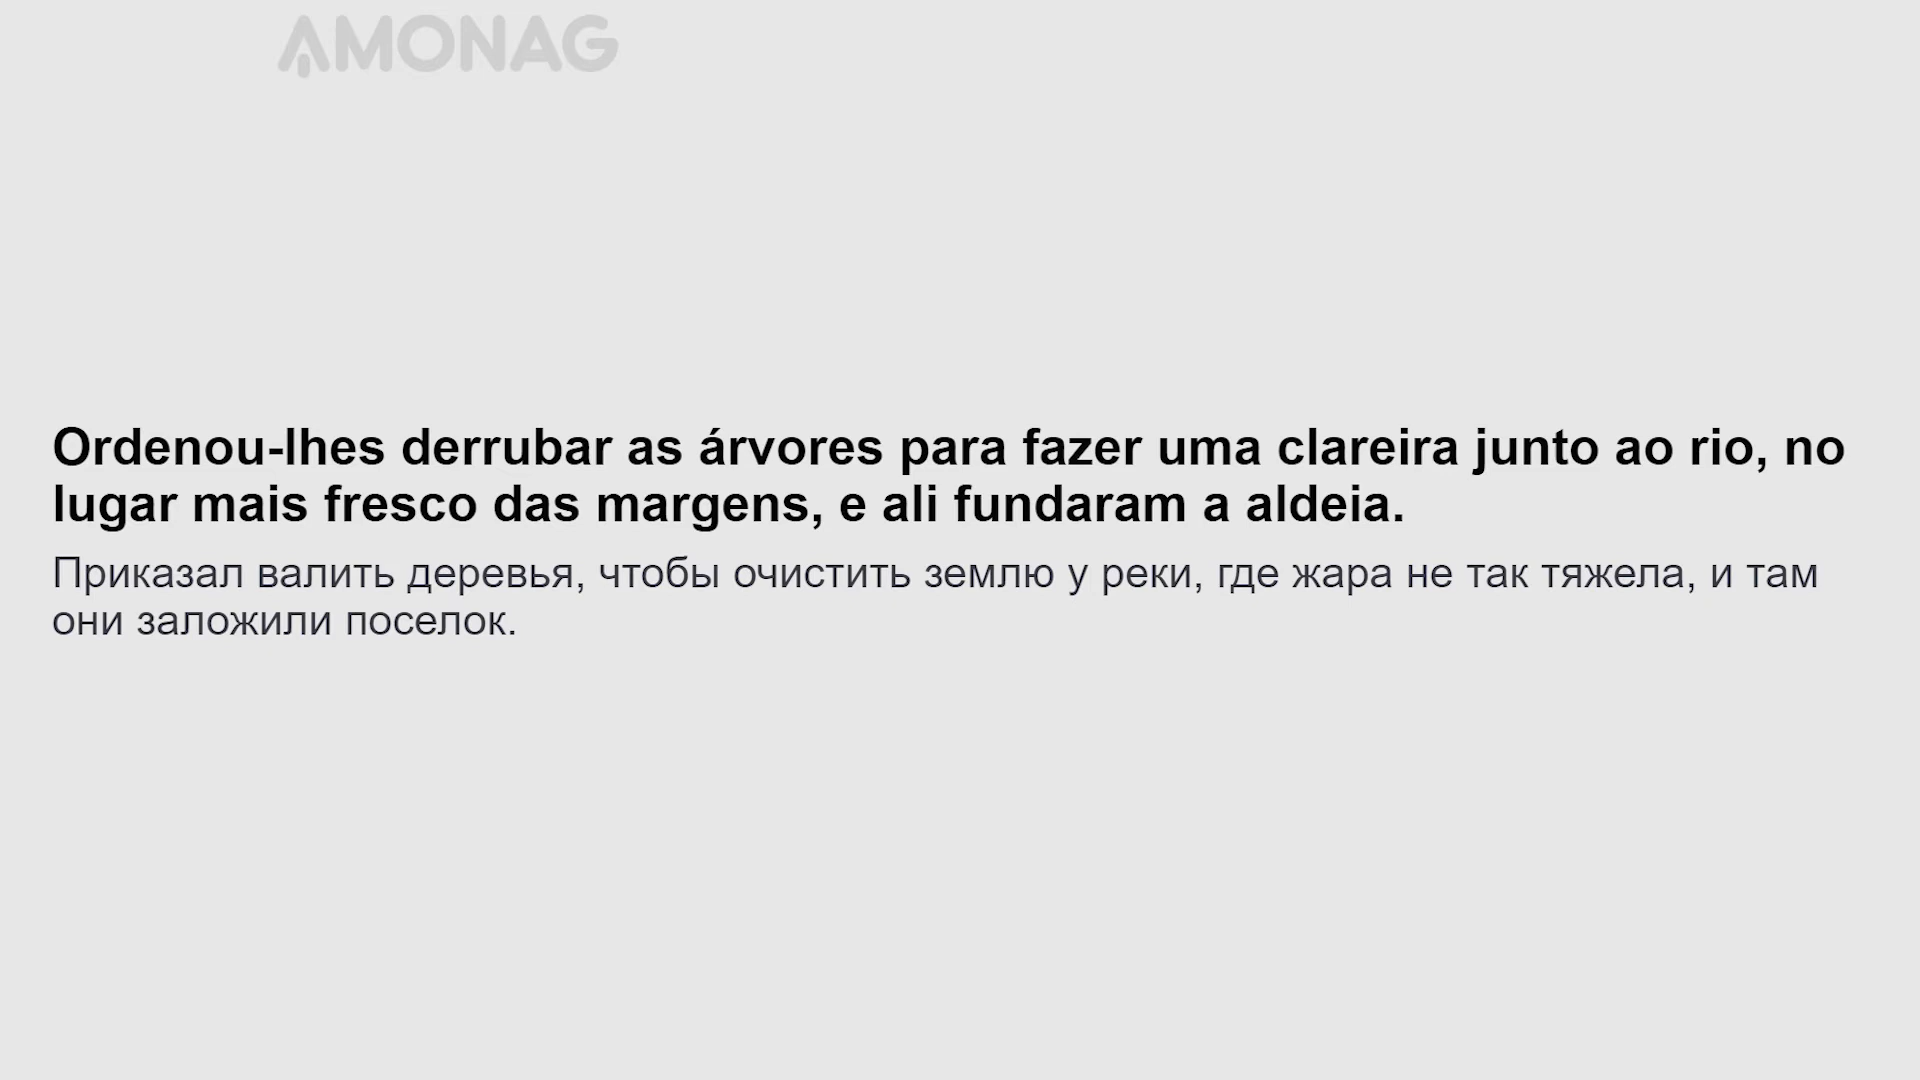 AMONAG
Ordenou-lhes derrubar as árvores para fazer uma clareira junto ao rio, no
lugar mais fresco das margens, e ali fundaram a aldeia.
Приказал валить деревья, чтобы очистить землю у реки, где жара не так тяжела, и там
они заложили поселок.